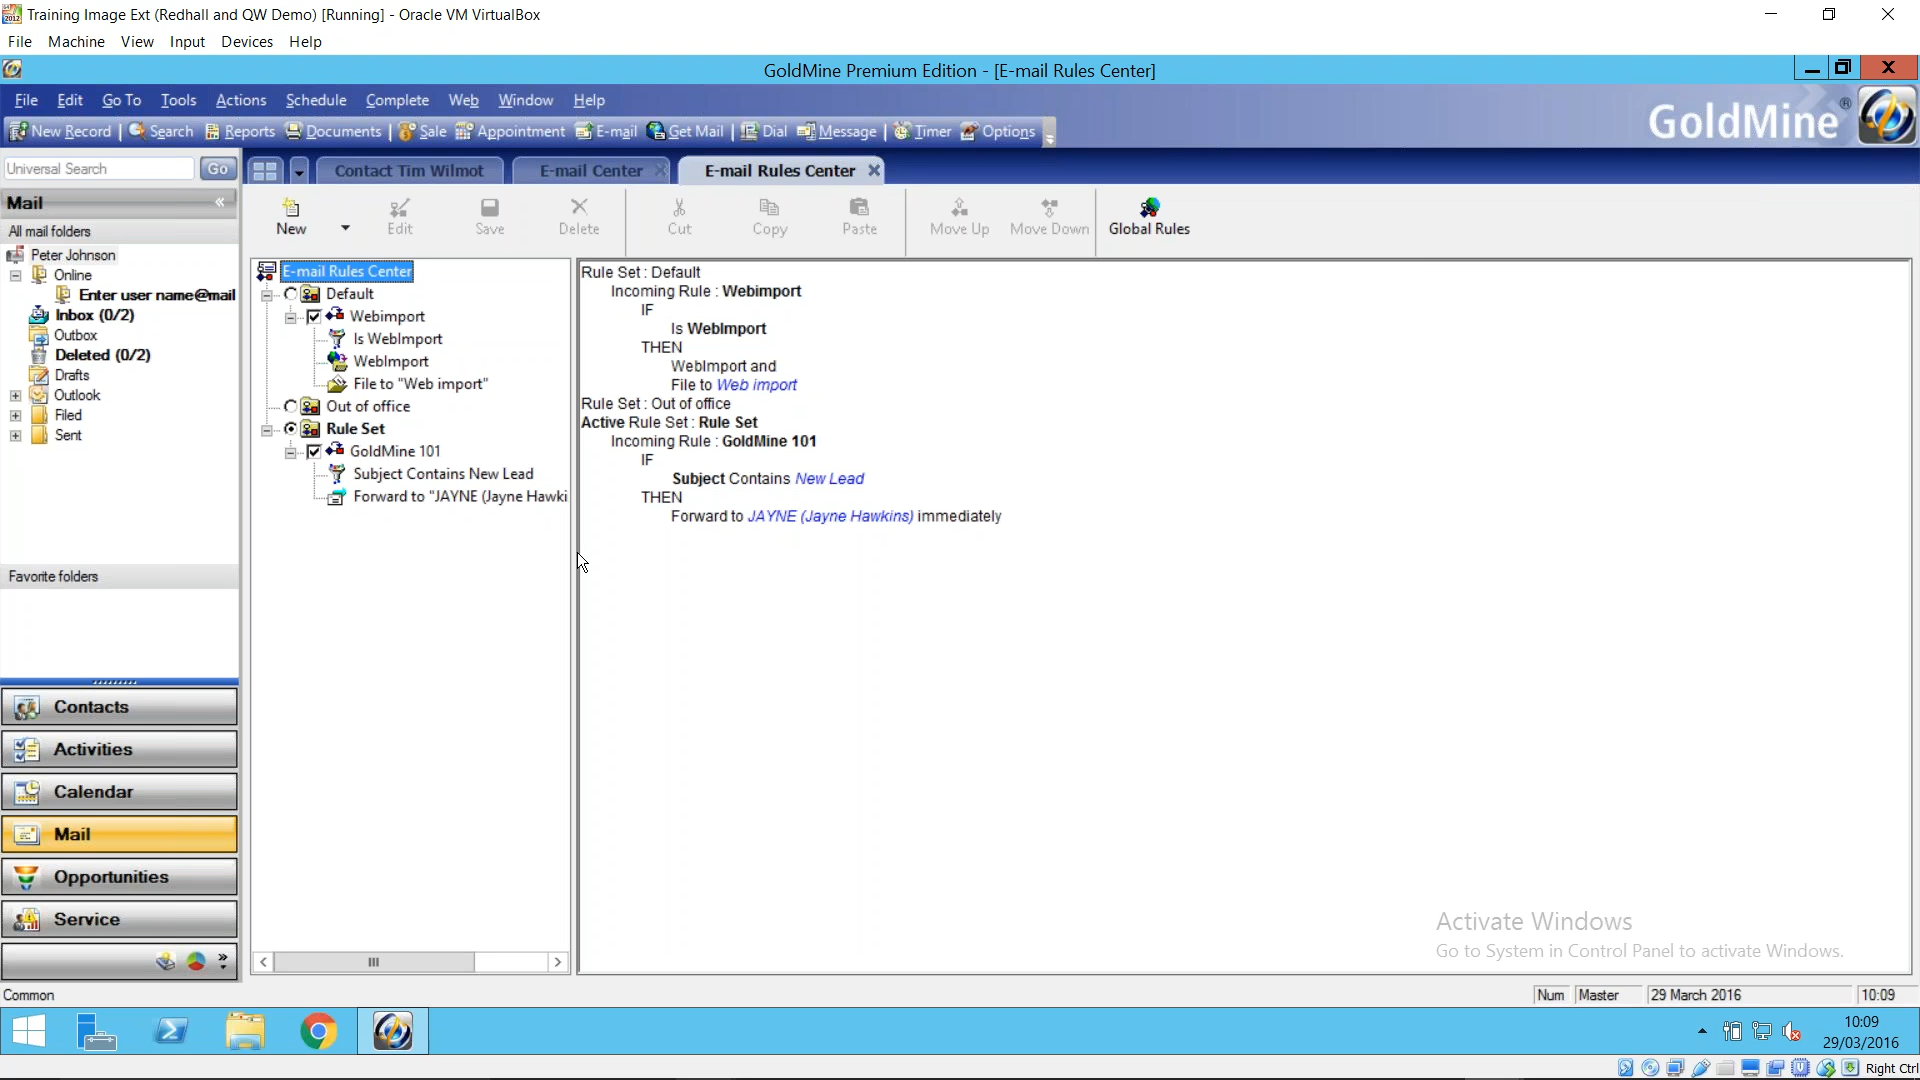 Training Image Ext (Redhall and QW Demo) [Running] - Oracle VM VirtualBox
File Machine View Input Devices Help
GoldMine Premium Edition - [E-mail Rules Center]
File Edit Go To Tools Actions Schedule Complete Web Window Help
GoldMine ®
New Record Search Reports Documents Sale Appointment E-mail Get Mail Dial Message Timer Options
Universal Search Go
Contact Tim Wilmot E-mail Center E-mail Rules Center
Mail
New Edit Save Delete Cut Copy Paste Move Up Move Down Global Rules
All mail folders
Peter Johnson
Online
Enter user name@mail
Inbox (0/2)
Outbox
Deleted (0/2)
Drafts
Outlook
Filed
Sent
Favorite folders
Contacts
Activities
Calendar
Mail
Opportunities
Service
E-mail Rules Center
Default
Webimport
Is WebImport
WebImport
File to "Web import"
Out of office
Rule Set
GoldMine 101
Subject Contains New Lead
Forward to "JAYNE (Jayne Hawki
Rule Set : Default
Incoming Rule : Webimport
IF
Is WebImport
THEN
WebImport and
File to Web import
Rule Set : Out of office
Active Rule Set : Rule Set
Incoming Rule : GoldMine 101
IF
Subject Contains New Lead
THEN
Forward to JAYNE (Jayne Hawkins) immediately
Activate Windows
Go to System in Control Panel to activate Windows.
Common Num Master 29 March 2016 10:09
10:09
29/03/2016
Right Ctrl